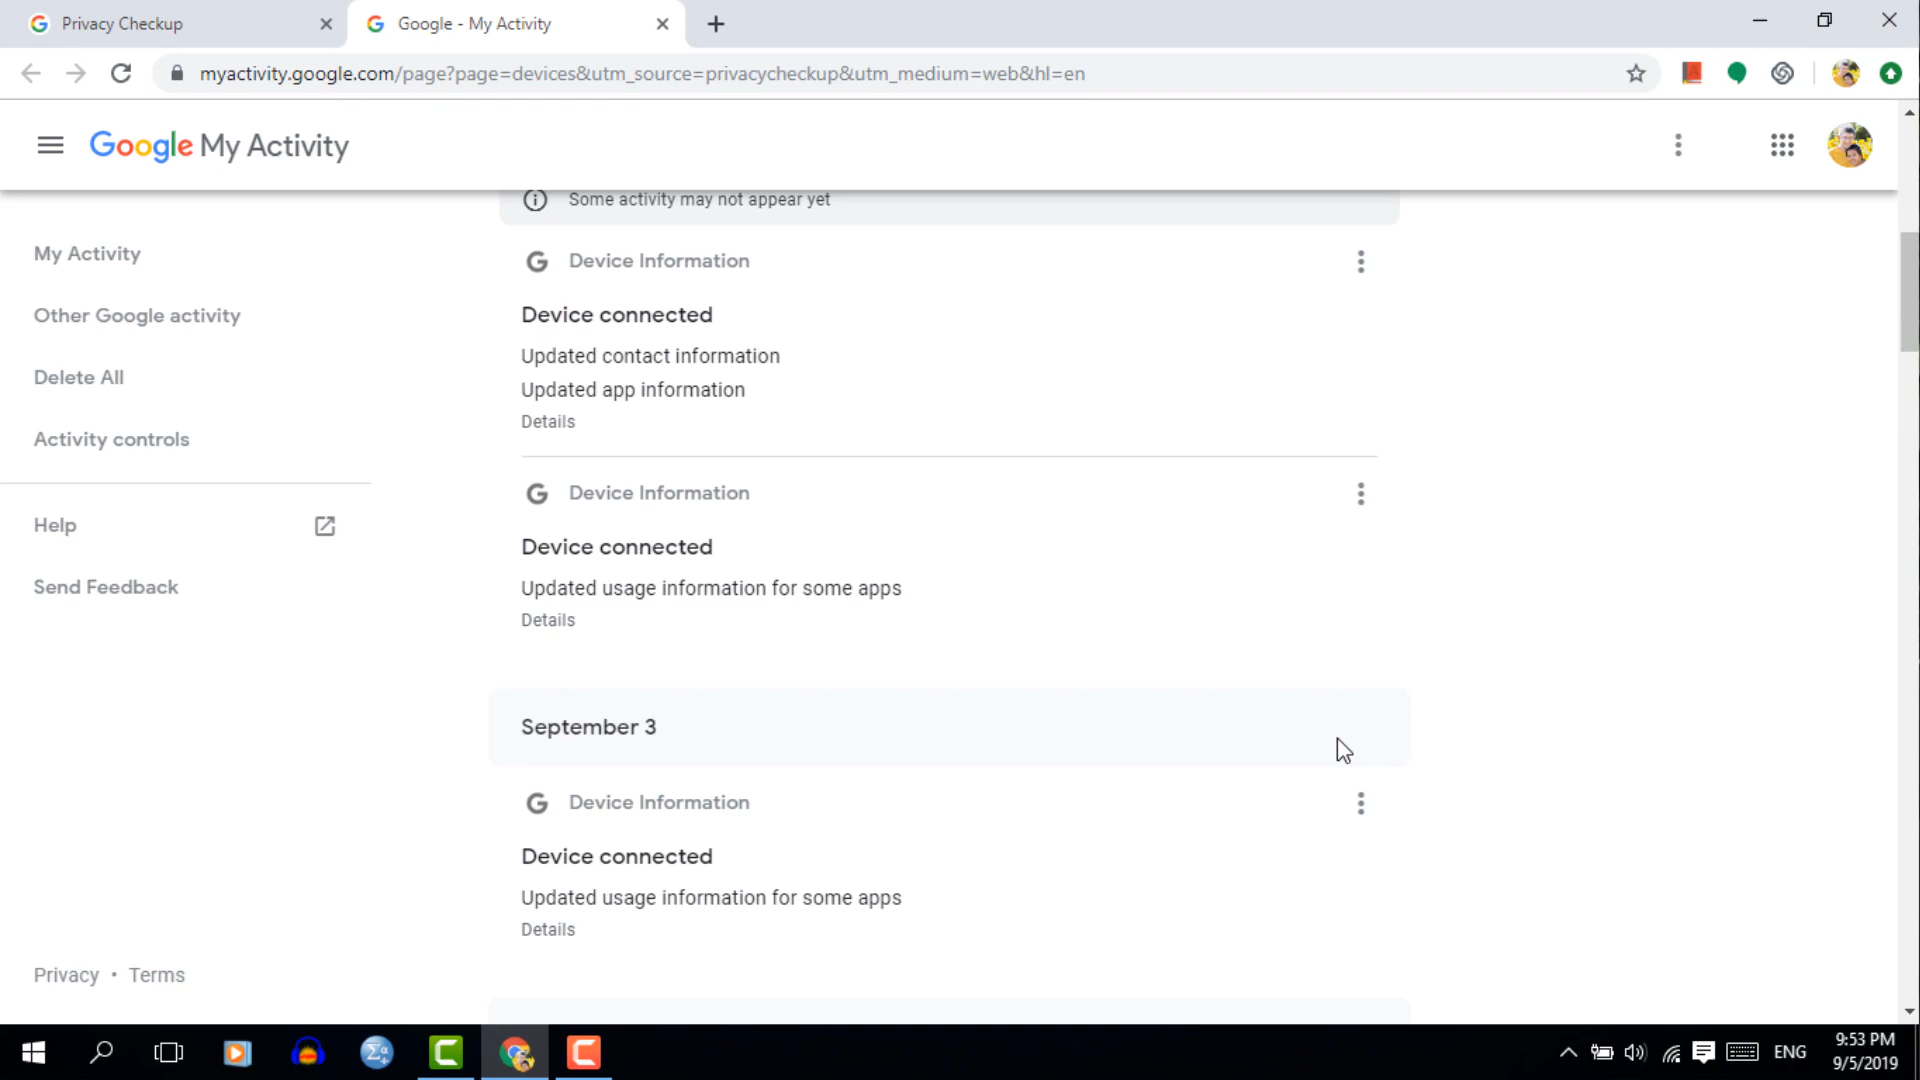 Privacy Checkup
Google - My Activity
myactivity.google.com/page?page=devices&utm_source=privacycheckup&utm_medium=web&hl=en
Google My Activity
Some activity may not appear yet
My Activity
Other Google activity
Delete All
Activity controls
Help
Send Feedback
Privacy • Terms
Device Information
Device connected
Updated contact information
Updated app information
Details
Device Information
Device connected
Updated usage information for some apps
Details
September 3
Device Information
Device connected
Updated usage information for some apps
Details
ENG
9:53 PM
9/5/2019